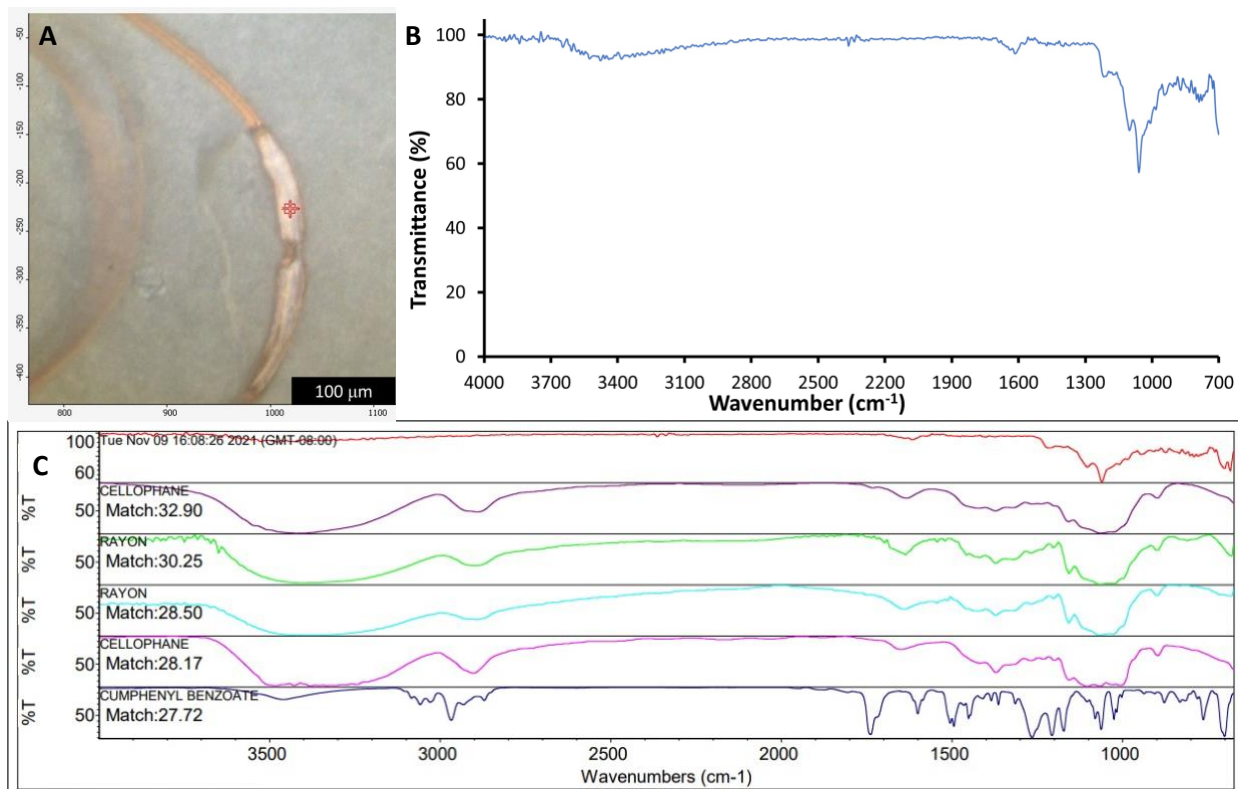 A
-50
-100
-150
-200
-250
-300
-350
-400
800
900
1000
1100
100 μm
B
Transmittance (%)
100
80
60
40
20
0
4000 3700 3400 3100 2800 2500 2200 1900 1600 1300 1000 700
Wavenumber (cm-1)
C
100
60
Tue Nov 09 16:08:26 2021 (GMT-08:00)
%T
50
CELLOPHANE
Match:32.90
%T
50
RAYON
Match:30.25
%T
50
RAYON
Match:28.50
%T
50
CELLOPHANE
Match:28.17
%T
50
CUMPHENYL BENZOATE
Match:27.72
3500 3000 2500 2000 1500 1000
Wavenumbers (cm-1)